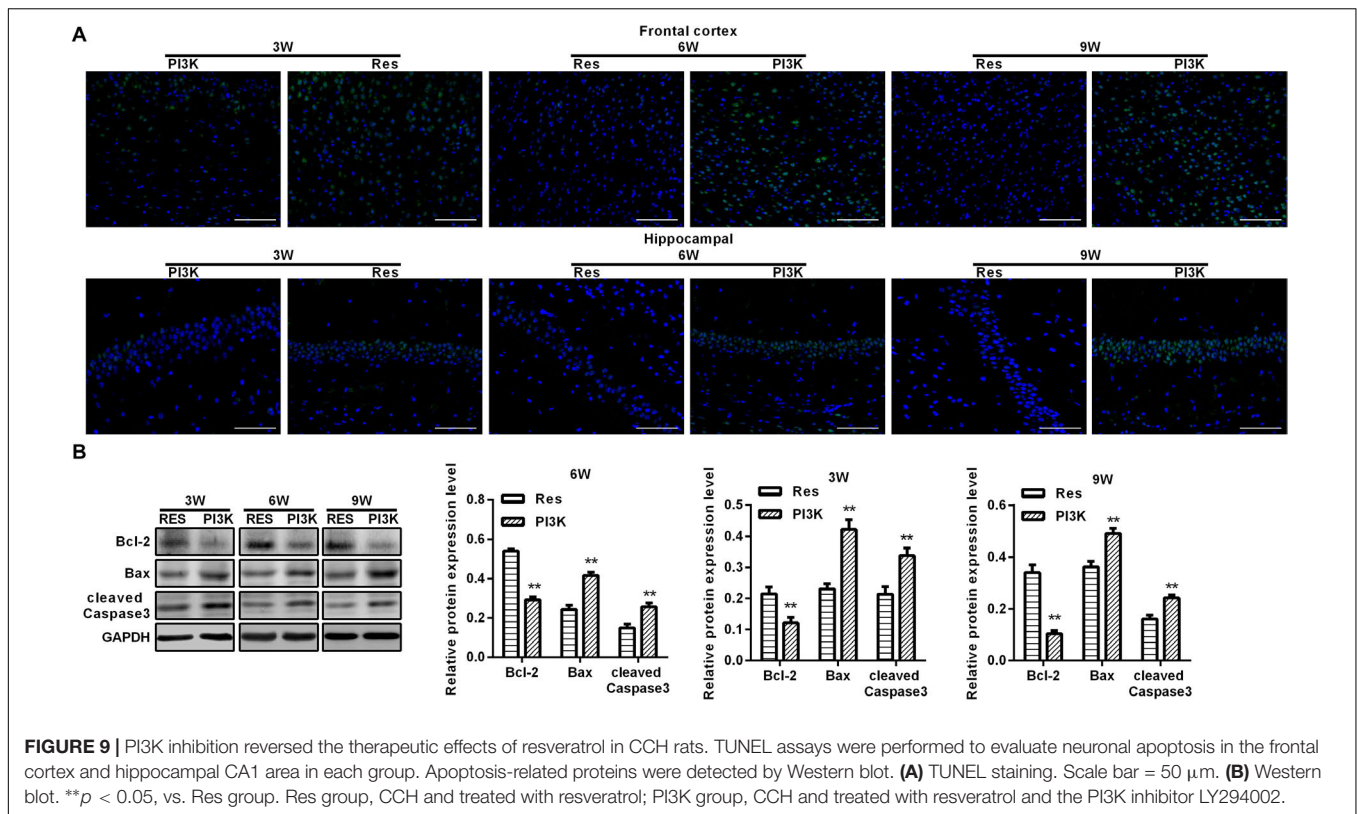 A
Frontal cortex
3W 6W 9W
PI3K Res Res PI3K Res PI3K
Hippocampal
3W 6W 9W
PI3K Res Res PI3K Res PI3K
B
3W 6W 9W
RES PI3K RES PI3K RES PI3K
Bcl-2
Bax
cleaved
Caspase3
GAPDH
6W
Relative protein expression level
0.8
0.6
0.4
0.2
0.0
Res
PI3K
**
**
**
Bcl-2 Bax cleaved
Caspase3
3W
Relative protein expression level
0.5
0.4
0.3
0.2
0.1
0.0
Res
PI3K
**
**
**
Bcl-2 Bax cleaved
Caspase3
9W
Relative protein expression level
0.6
0.4
0.2
0.0
Res
PI3K
**
**
**
Bcl-2 Bax cleaved
Caspase3
FIGURE 9 | PI3K inhibition reversed the therapeutic effects of resveratrol in CCH rats. TUNEL assays were performed to evaluate neuronal apoptosis in the frontal
cortex and hippocampal CA1 area in each group. Apoptosis-related proteins were detected by Western blot. (A) TUNEL staining. Scale bar = 50 μm. (B) Western
blot. **p < 0.05, vs. Res group. Res group, CCH and treated with resveratrol; PI3K group, CCH and treated with resveratrol and the PI3K inhibitor LY294002.